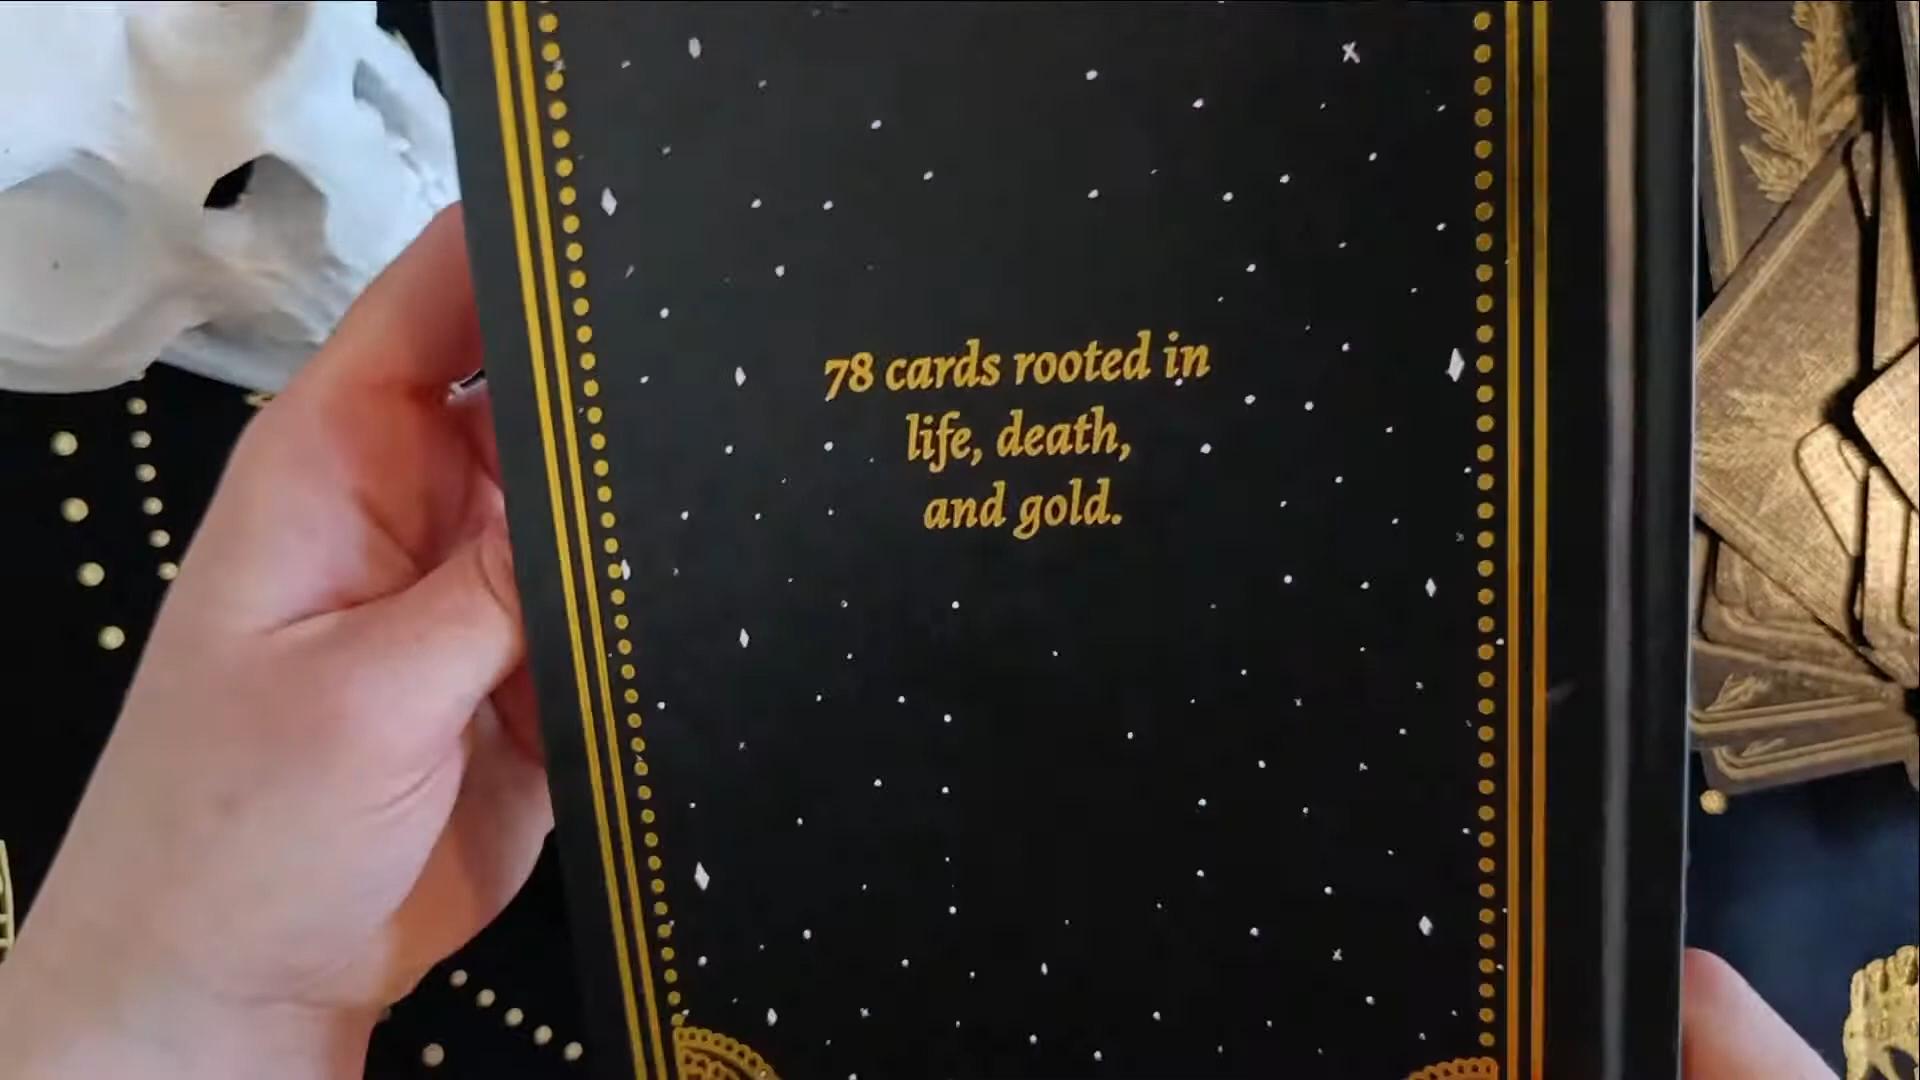 78 cards rooted in
life, death,
and gold.